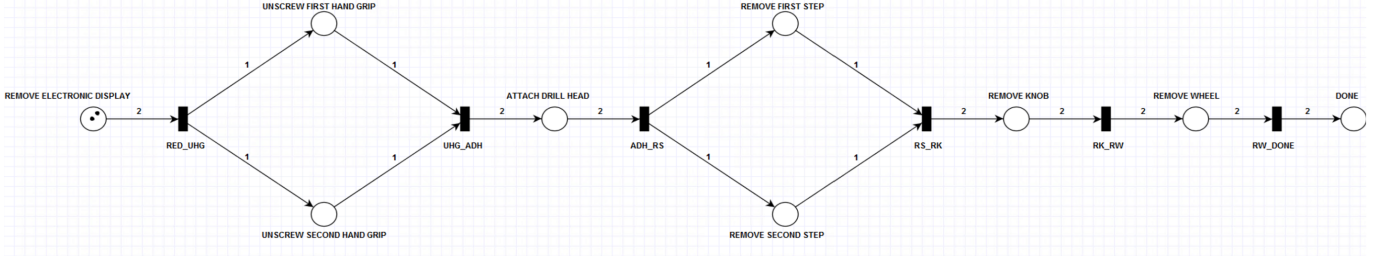 UNSCREW FIRST HAND GRIP
REMOVE FIRST STEP
1
1
1
1
REMOVE ELECTRONIC DISPLAY
ATTACH DRILL HEAD
REMOVE KNOB
REMOVE WHEEL
DONE
2
2
2
2
2
2
2
2
RED_UHG
UHG_ADH
ADH_RS
RS_RK
RK_RW
RW_DONE
1
1
1
1
UNSCREW SECOND HAND GRIP
REMOVE SECOND STEP